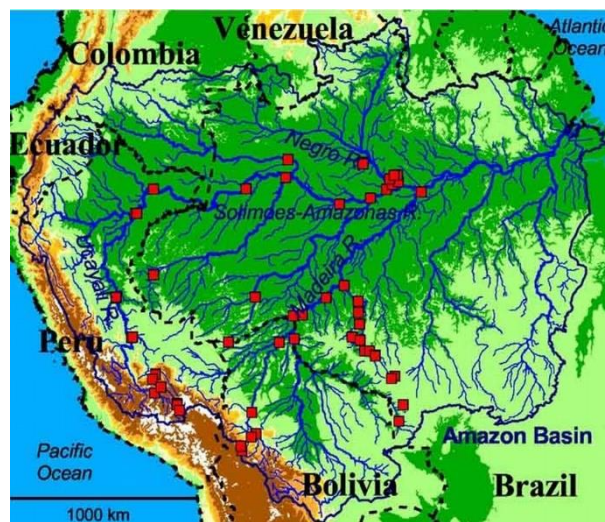 Venezuela
Atlantic
Ocean
Colombia
Ecuador
Negro R.
Solimoes-Amazonas R.
Ucayali R.
Madeira R.
Peru
Amazon Basin
Pacific
Ocean
Bolivia
Brazil
1000 km